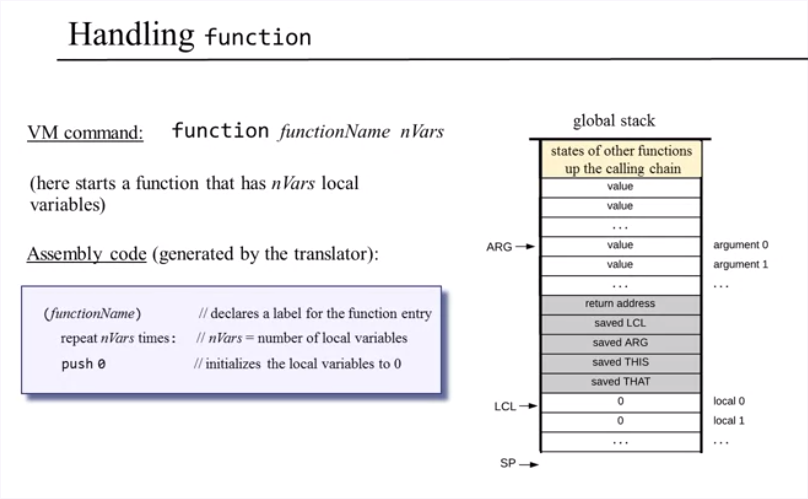 Handling function
VM command: function functionName nVars
(here starts a function that has nVars local
variables)
Assembly code (generated by the translator):
(functionName) // declares a label for the function entry
repeat nVars times: // nVars = number of local variables
push 0 // initializes the local variables to 0
global stack
states of other functions
up the calling chain
value
value
...
ARG value argument 0
value argument 1
... ...
return address
saved LCL
saved ARG
saved THIS
saved THAT
LCL 0 local 0
0 local 1
... ...
SP